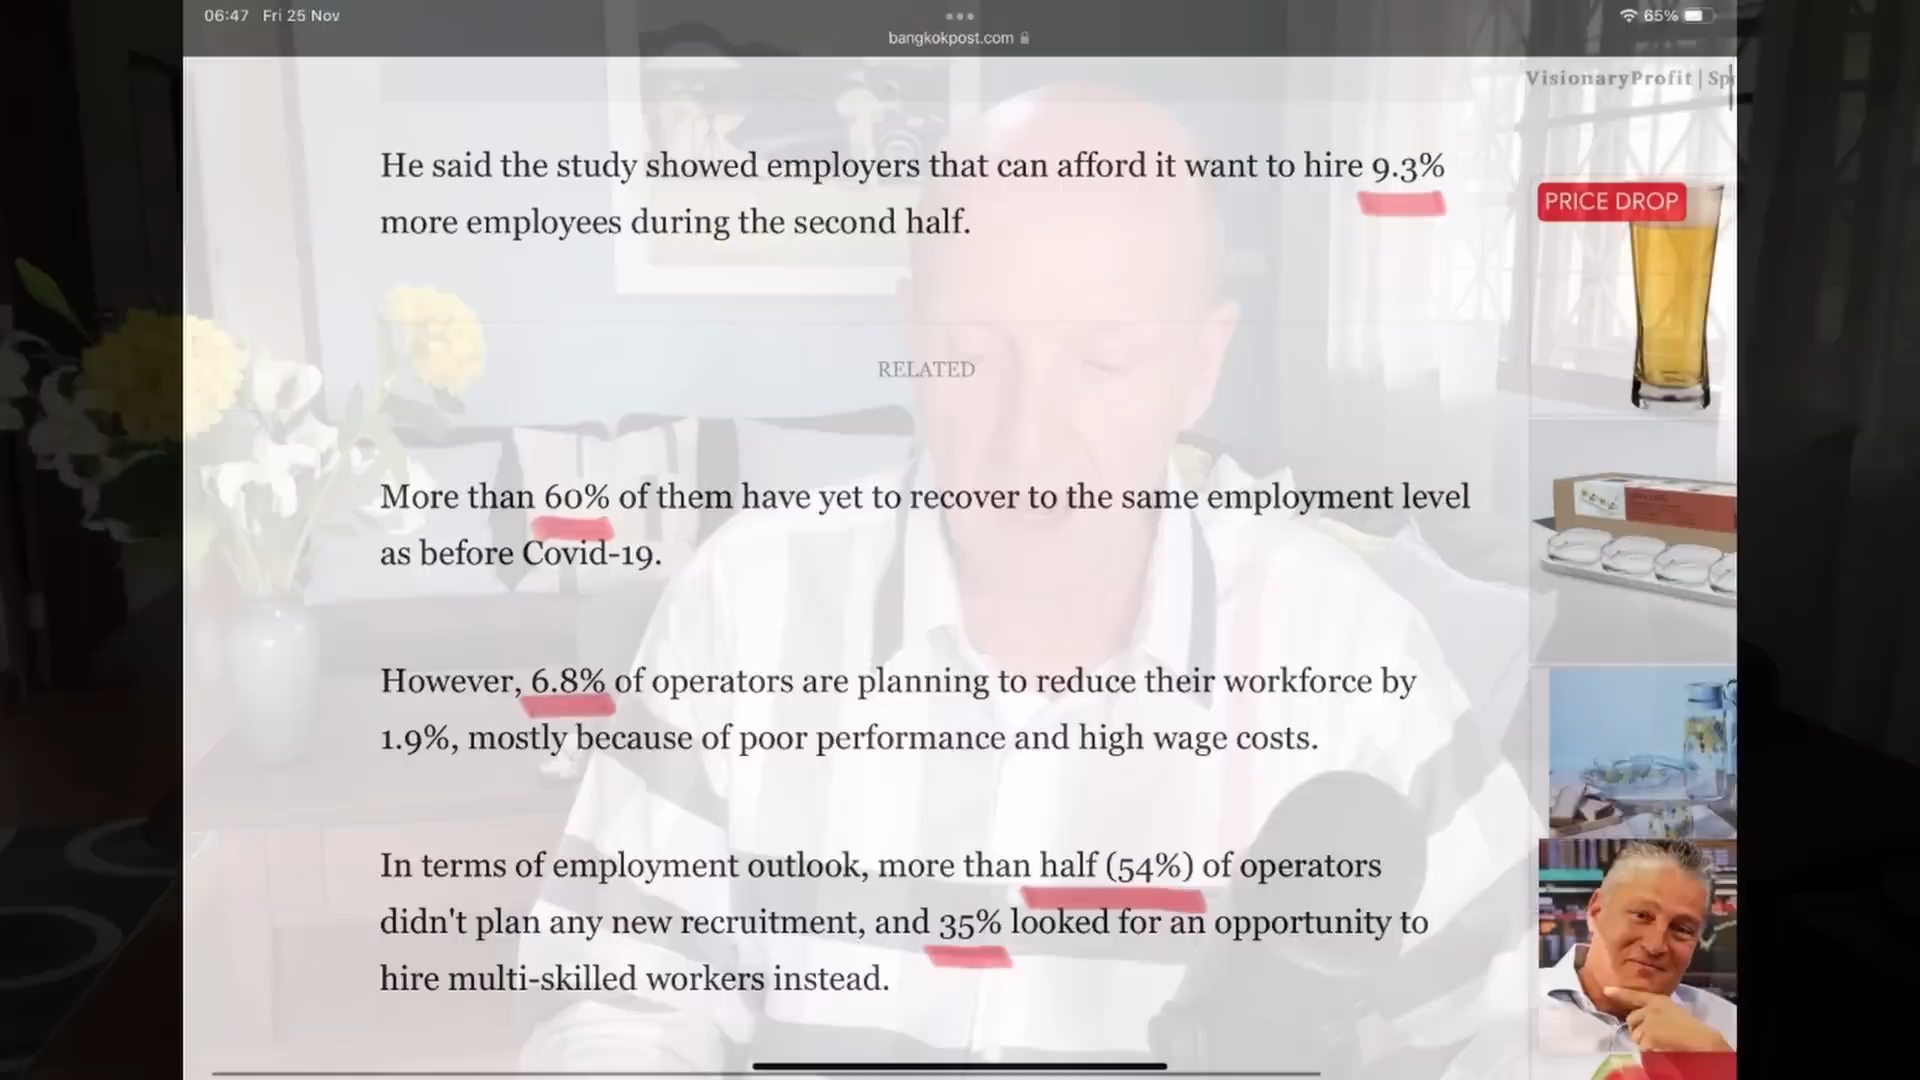 06:47 Fri 25 Nov
65%
bangkokpost.com
VisionaryProfit | Sp
He said the study showed employers that can afford it want to hire 9.3%
more employees during the second half.
PRICE DROP
RELATED
More than 60% of them have yet to recover to the same employment level
as before Covid-19.
However, 6.8% of operators are planning to reduce their workforce by
1.9%, mostly because of poor performance and high wage costs.
In terms of employment outlook, more than half (54%) of operators
didn't plan any new recruitment, and 35% looked for an opportunity to
hire multi-skilled workers instead.